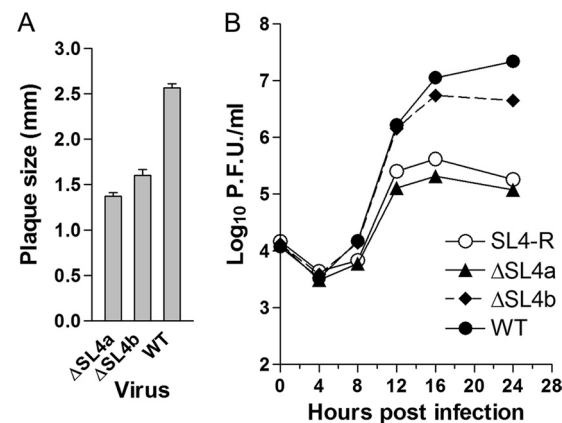 A
Plaque size (mm)
3.0
2.5
2.0
1.5
1.0
0.5
0.0
ΔSL4a
ΔSL4b
WT
Virus
B
Log10 P.F.U./ml
8
7
6
5
4
3
2
0 4 8 12 16 20 24 28
Hours post infection
SL4-R
ΔSL4a
ΔSL4b
WT